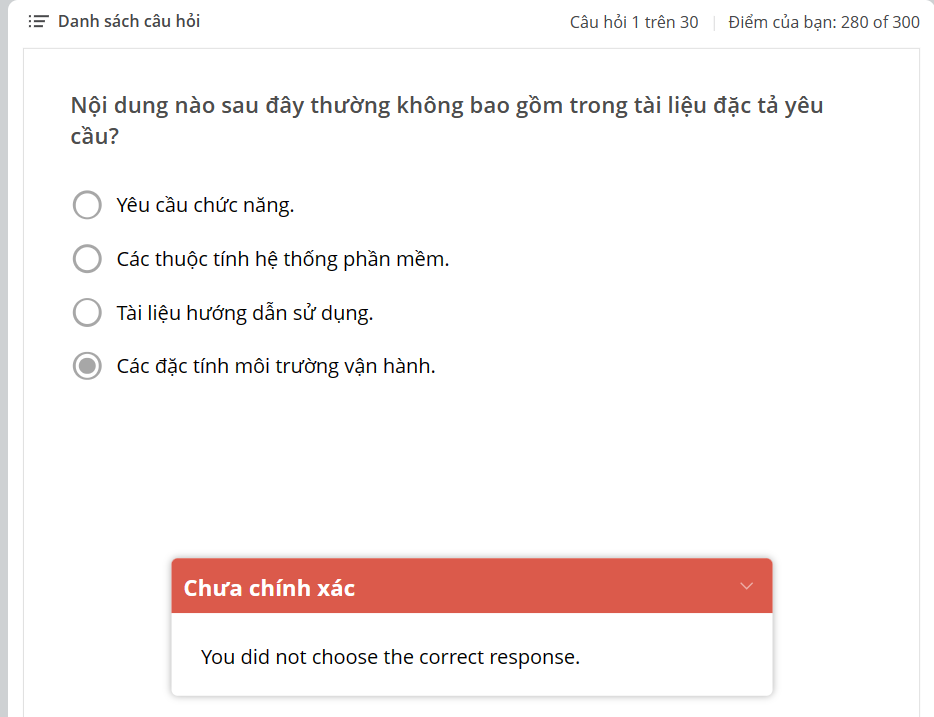 Danh sách câu hỏi
Câu hỏi 1 trên 30 | Điểm của bạn: 280 of 300
Nội dung nào sau đây thường không bao gồm trong tài liệu đặc tả yêu
cầu?
Yêu cầu chức năng.
Các thuộc tính hệ thống phần mềm.
Tài liệu hướng dẫn sử dụng.
Các đặc tính môi trường vận hành.
Chưa chính xác
You did not choose the correct response.